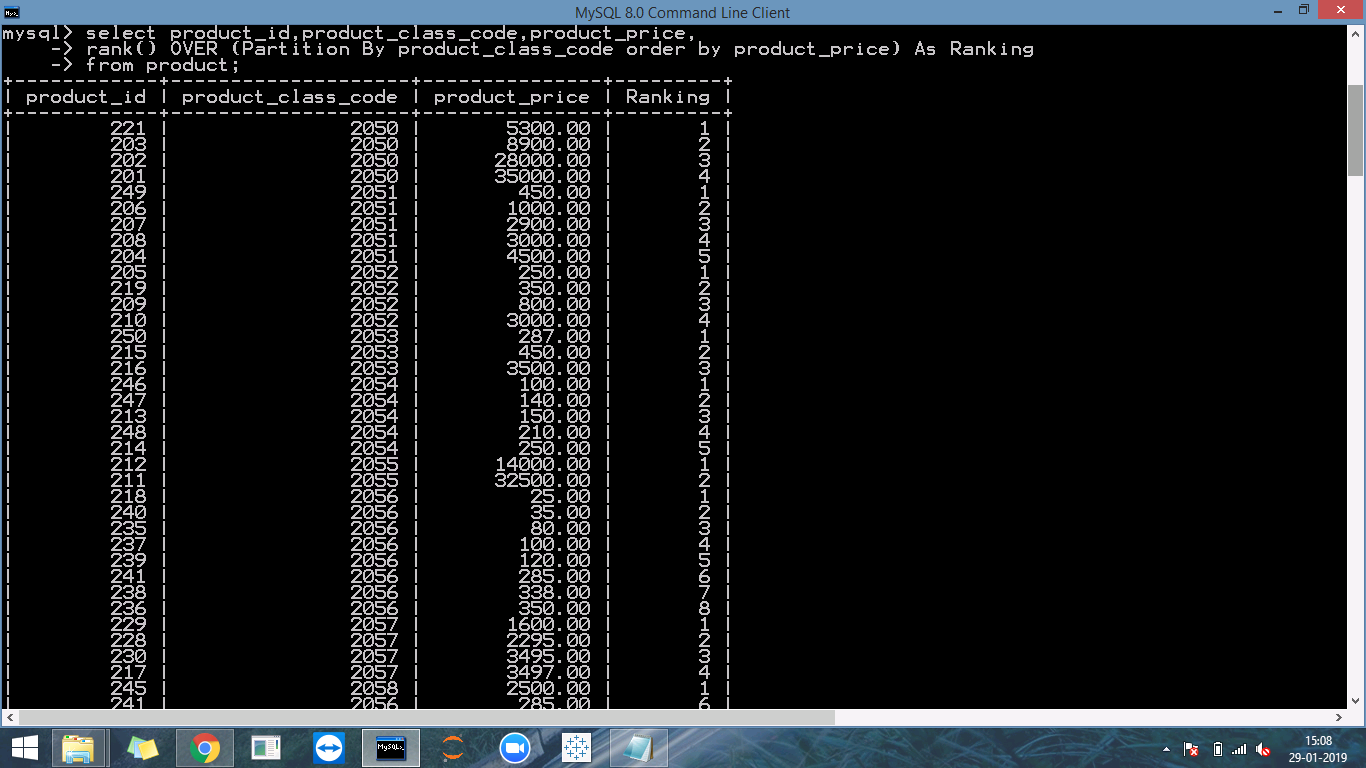 MySQL 8.0 Command Line Client
mysql> select product_id,product_class_code,product_price,
    -> rank() OVER (Partition By product_class_code order by product_price) As Ranking
    -> from product;
+------------+--------------------+---------------+---------+
| product_id | product_class_code | product_price | Ranking |
+------------+--------------------+---------------+---------+
| 221 | 2050 | 5300.00 | 1 |
| 203 | 2050 | 8900.00 | 2 |
| 202 | 2050 | 28000.00 | 3 |
| 201 | 2050 | 35000.00 | 4 |
| 249 | 2051 | 450.00 | 1 |
| 206 | 2051 | 1000.00 | 2 |
| 207 | 2051 | 2900.00 | 3 |
| 208 | 2051 | 3000.00 | 4 |
| 204 | 2051 | 4500.00 | 5 |
| 205 | 2052 | 250.00 | 1 |
| 219 | 2052 | 350.00 | 2 |
| 209 | 2052 | 800.00 | 3 |
| 210 | 2052 | 3000.00 | 4 |
| 250 | 2053 | 287.00 | 1 |
| 215 | 2053 | 450.00 | 2 |
| 216 | 2053 | 3500.00 | 3 |
| 246 | 2054 | 100.00 | 1 |
| 247 | 2054 | 140.00 | 2 |
| 213 | 2054 | 150.00 | 3 |
| 248 | 2054 | 210.00 | 4 |
| 214 | 2054 | 250.00 | 5 |
| 212 | 2055 | 14000.00 | 1 |
| 211 | 2055 | 32500.00 | 2 |
| 218 | 2056 | 25.00 | 1 |
| 240 | 2056 | 35.00 | 2 |
| 235 | 2056 | 80.00 | 3 |
| 237 | 2056 | 100.00 | 4 |
| 239 | 2056 | 120.00 | 5 |
| 241 | 2056 | 285.00 | 6 |
| 238 | 2056 | 338.00 | 7 |
| 236 | 2056 | 350.00 | 8 |
| 229 | 2057 | 1600.00 | 1 |
| 228 | 2057 | 2295.00 | 2 |
| 230 | 2057 | 3495.00 | 3 |
| 217 | 2057 | 3497.00 | 4 |
| 245 | 2058 | 2500.00 | 1 |
| 241 | 2056 | 285.00 | 6 |
MySQL
15:08
29-01-2019